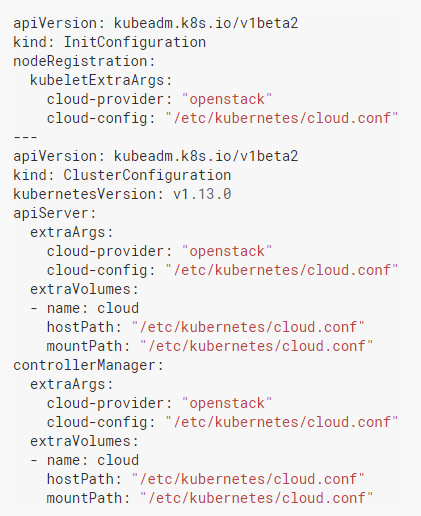 apiVersion: kubeadm.k8s.io/v1beta2
kind: InitConfiguration
nodeRegistration:
  kubeletExtraArgs:
    cloud-provider: "openstack"
    cloud-config: "/etc/kubernetes/cloud.conf"
---
apiVersion: kubeadm.k8s.io/v1beta2
kind: ClusterConfiguration
kubernetesVersion: v1.13.0
apiServer:
  extraArgs:
    cloud-provider: "openstack"
    cloud-config: "/etc/kubernetes/cloud.conf"
  extraVolumes:
  - name: cloud
    hostPath: "/etc/kubernetes/cloud.conf"
    mountPath: "/etc/kubernetes/cloud.conf"
controllerManager:
  extraArgs:
    cloud-provider: "openstack"
    cloud-config: "/etc/kubernetes/cloud.conf"
  extraVolumes:
  - name: cloud
    hostPath: "/etc/kubernetes/cloud.conf"
    mountPath: "/etc/kubernetes/cloud.conf"